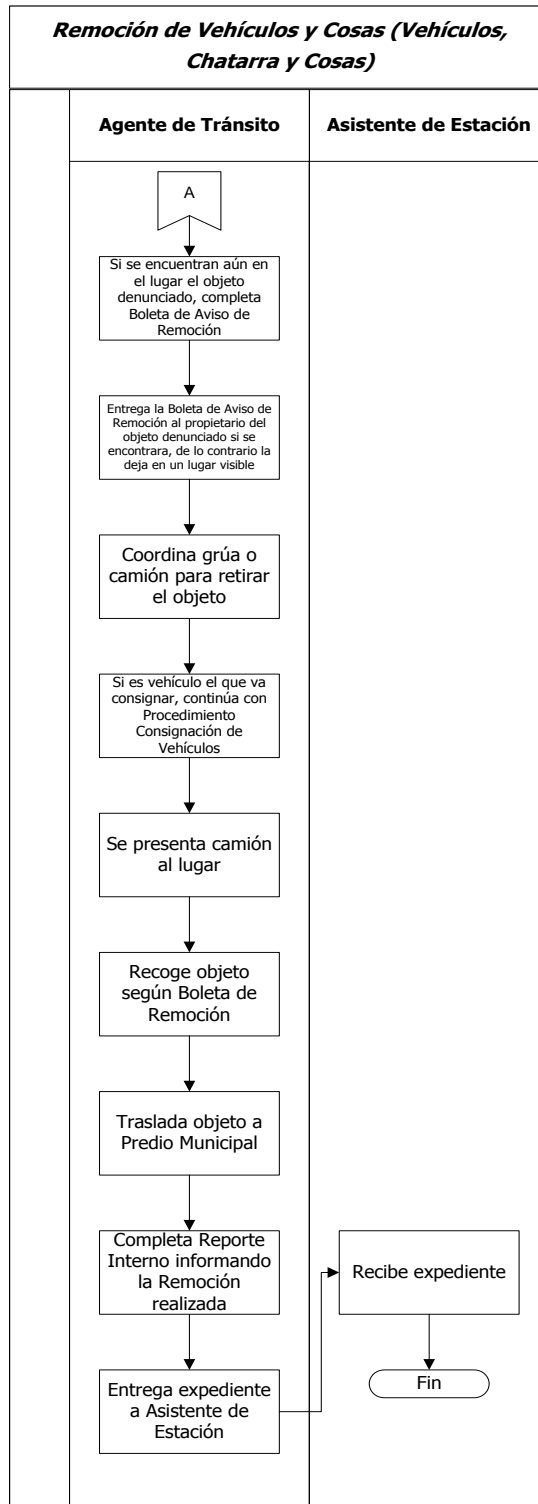 Remoción de Vehículos y Cosas (Vehículos,
Chatarra y Cosas)
Agente de Tránsito
Asistente de Estación
A
Si se encuentran aún en
el lugar el objeto
denunciado, completa
Boleta de Aviso de
Remoción
Entrega la Boleta de Aviso de
Remoción al propietario del
objeto denunciado si se
encontrara, de lo contrario la
deja en un lugar visible
Coordina grúa o
camión para retirar
el objeto
Si es vehículo el que va
consignar, continúa con
Procedimiento
Consignación de
Vehículos
Se presenta camión
al lugar
Recoge objeto
según Boleta de
Remoción
Traslada objeto a
Predio Municipal
Completa Reporte
Interno informando
la Remoción
realizada
Entrega expediente
a Asistente de
Estación
Recibe expediente
Fin